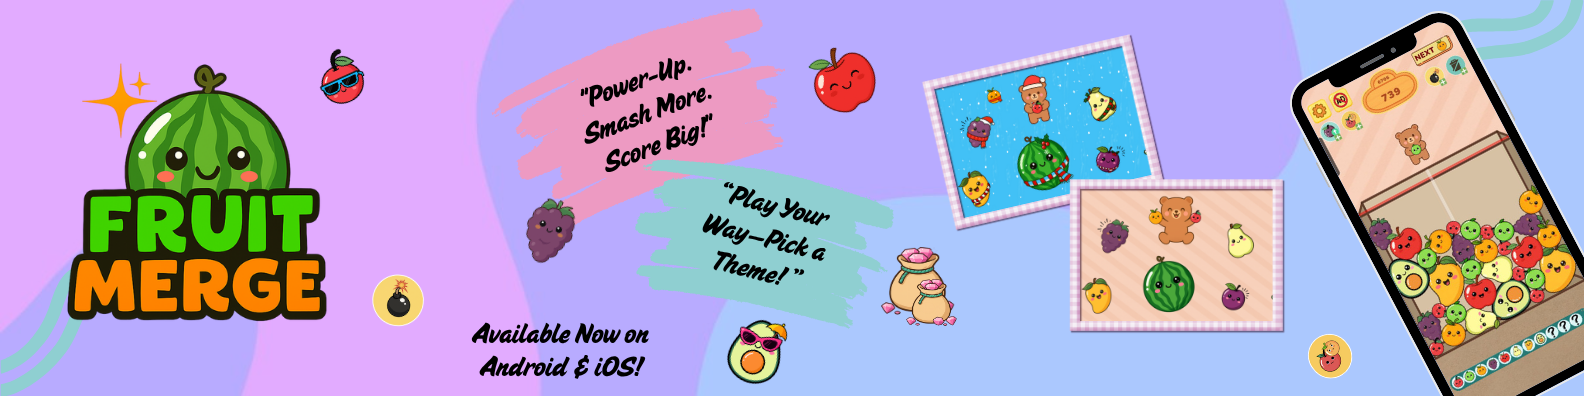 FRUIT
MERGE
"Power-Up.
Smash More.
Score Big!"
“Play Your
Way—Pick a
Theme! ”
Available Now on
Android & iOS!
NEXT
739
? ? ?